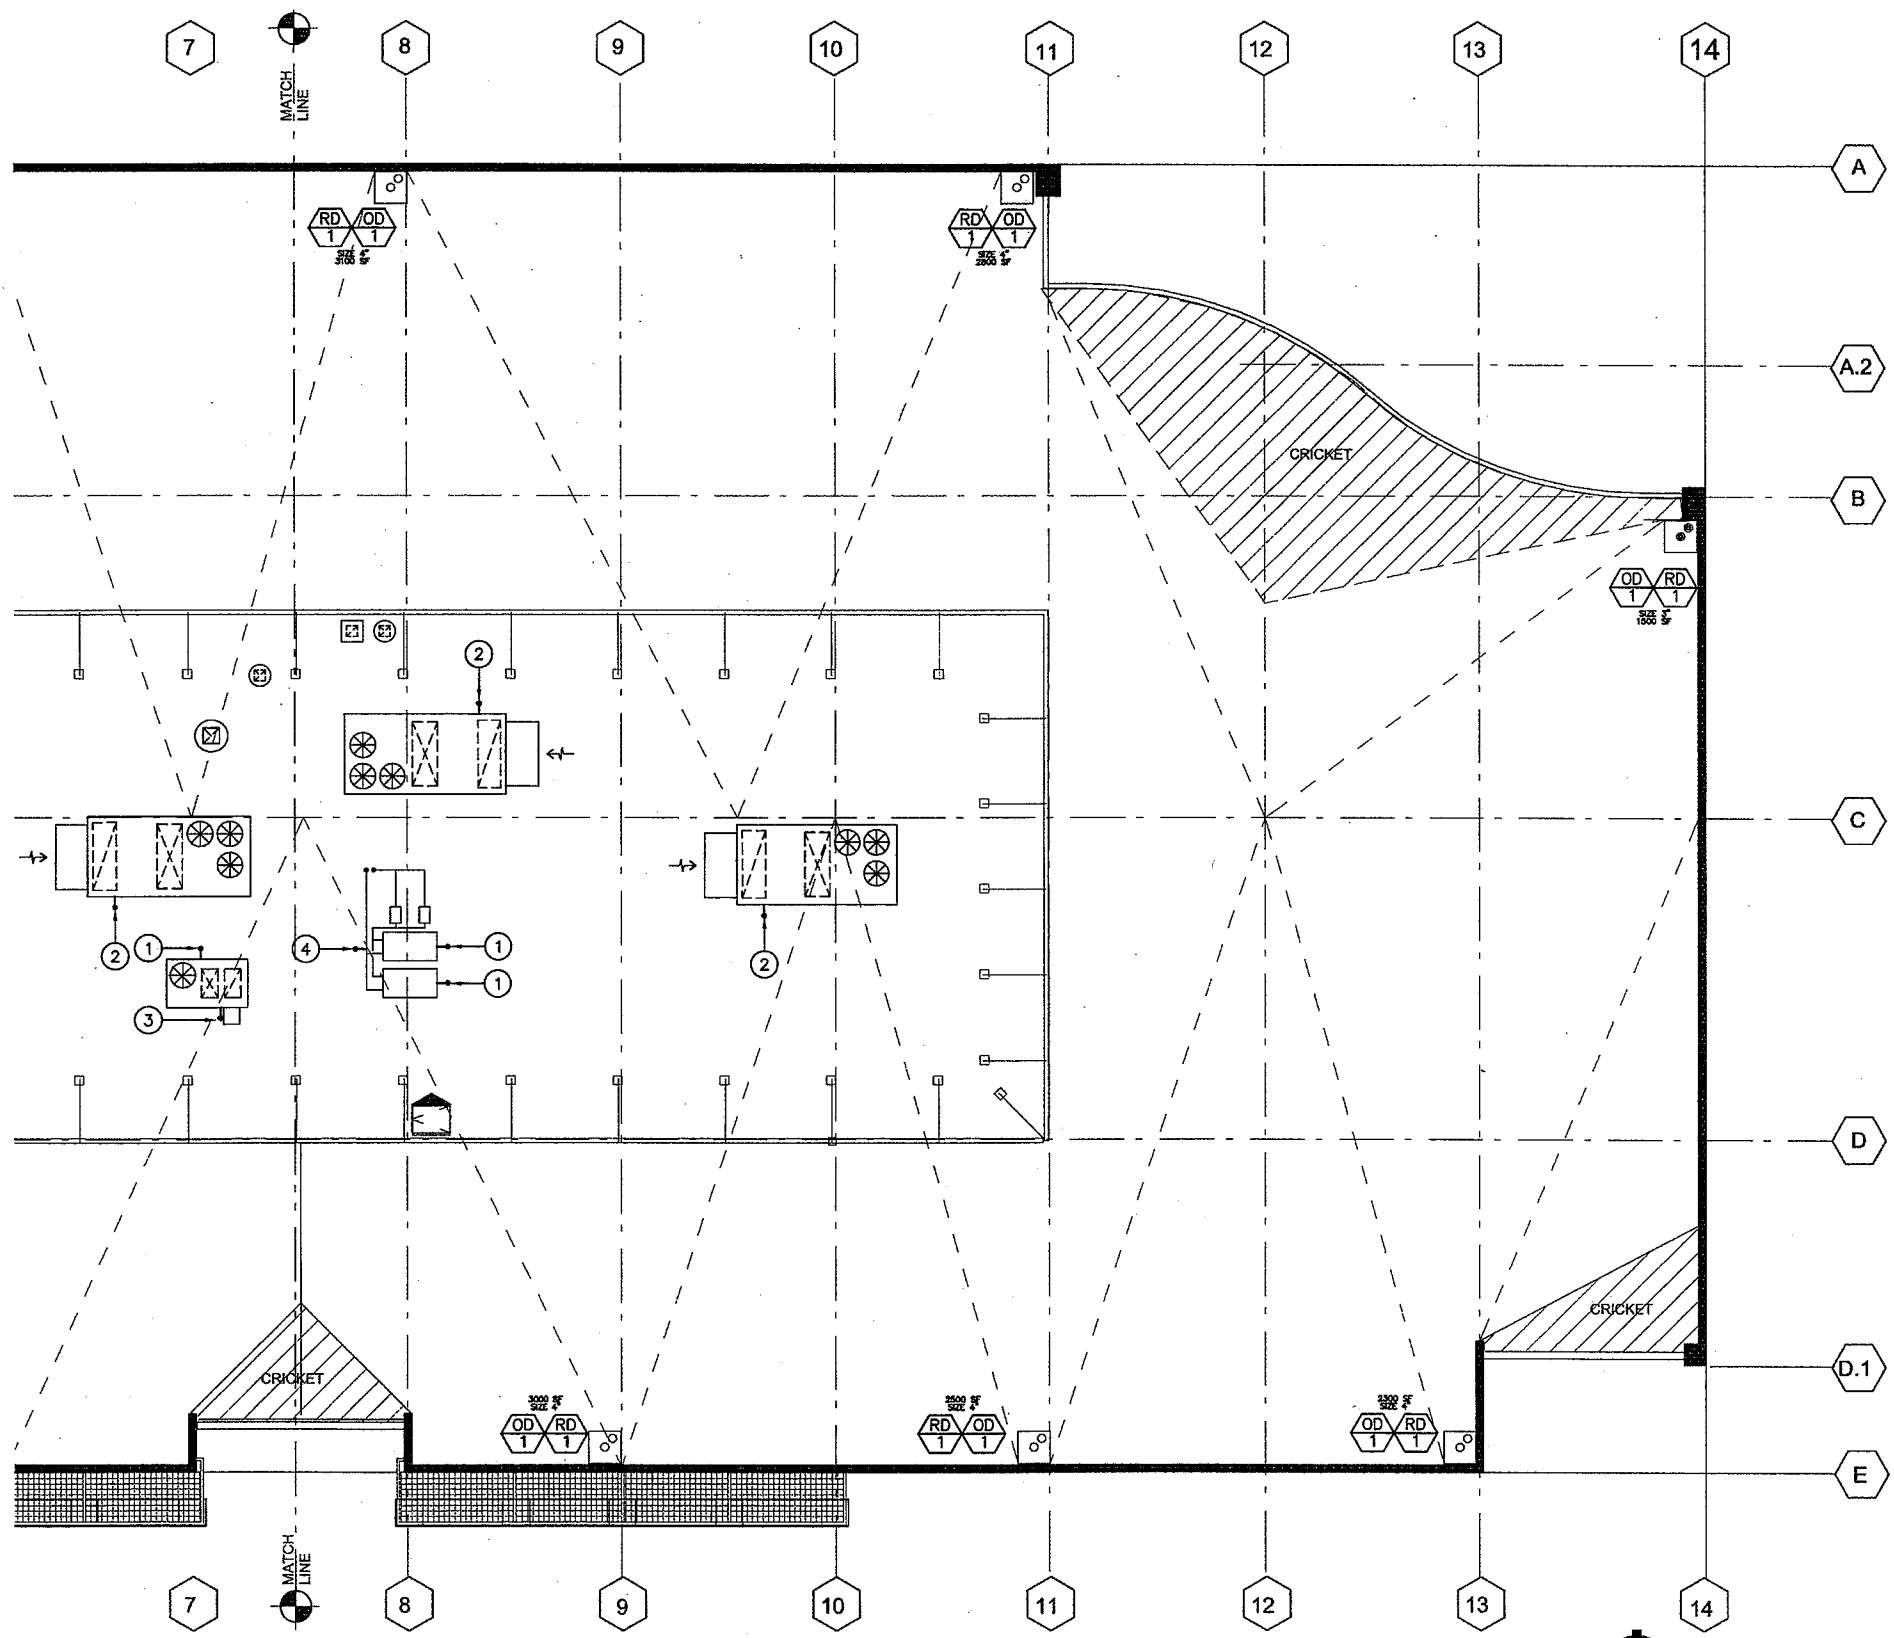 7
8
9
10
11
12
13
14
MATCH
LINE
A
RD
1
OD
1
SIZE 4"
3100 SF
RD
1
OD
1
SIZE 4"
2800 SF
A.2
CRICKET
B
OD
1
RD
1
SIZE 3"
1500 SF
2
C
2
1
3
4
1
1
2
D
CRICKET
D.1
CRICKET
3000 SF
SIZE 4"
OD
1
RD
1
2500 SF
SIZE 4"
RD
1
OD
1
2300 SF
SIZE 4"
OD
1
RD
1
E
MATCH
LINE
7
8
9
10
11
12
13
14